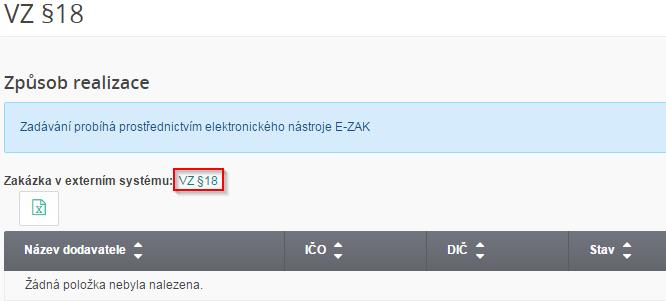 VZ §18
Způsob realizace
Zadávání probíhá prostřednictvím elektronického nástroje E-ZAK
Zakázka v externím systému: VZ §18
Název dodavatele IČO DIČ Stav
Žádná položka nebyla nalezena.